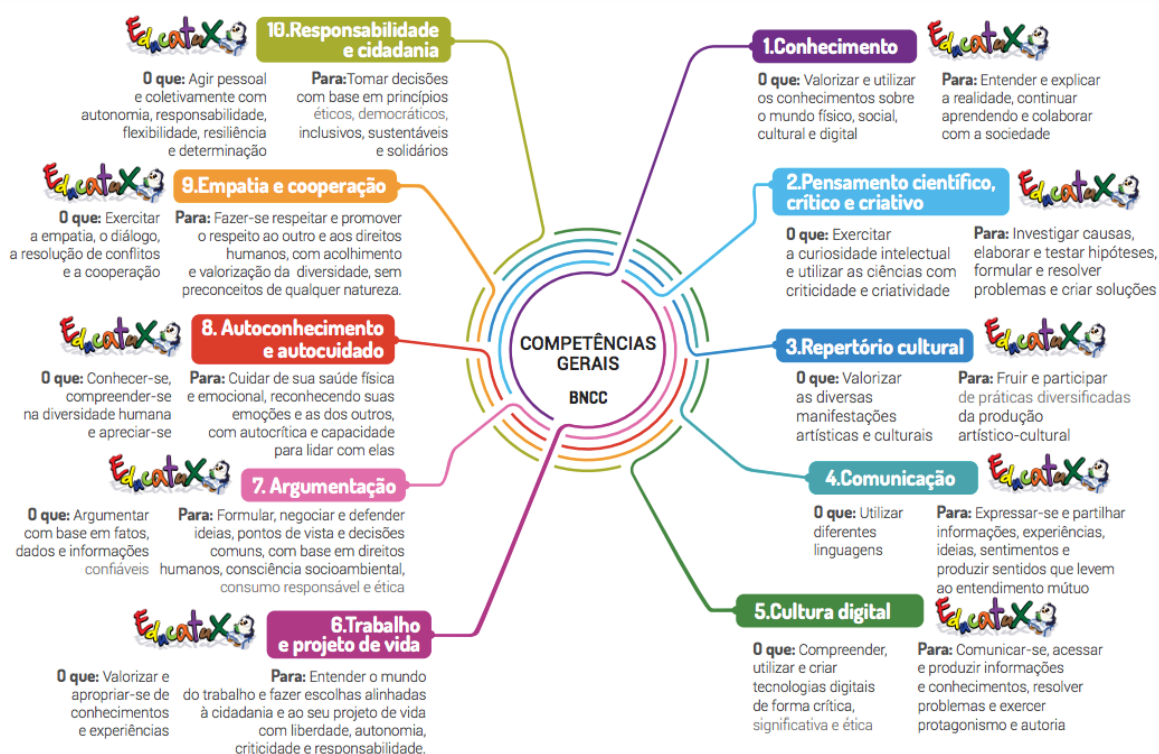 COMPETÊNCIAS
GERAIS
BNCC
EducatuX
1.Conhecimento
O que: Valorizar e utilizar
os conhecimentos sobre
o mundo físico, social,
cultural e digital
Para: Entender e explicar
a realidade, continuar
aprendendo e colaborar
com a sociedade
EducatuX
2.Pensamento científico,
crítico e criativo
O que: Exercitar
a curiosidade intelectual
e utilizar as ciências com
criticidade e criatividade
Para: Investigar causas,
elaborar e testar hipóteses,
formular e resolver
problemas e criar soluções
EducatuX
3.Repertório cultural
O que: Valorizar
as diversas
manifestações
artísticas e culturais
Para: Fruir e participar
de práticas diversificadas
da produção
artístico-cultural
EducatuX
4.Comunicação
O que: Utilizar
diferentes
linguagens
Para: Expressar-se e partilhar
informações, experiências,
ideias, sentimentos e
produzir sentidos que levem
ao entendimento mútuo
EducatuX
5.Cultura digital
O que: Compreender,
utilizar e criar
tecnologias digitais
de forma crítica,
significativa e ética
Para: Comunicar-se, acessar
e produzir informações
e conhecimentos, resolver
problemas e exercer
protagonismo e autoria
EducatuX
6.Trabalho
e projeto de vida
O que: Valorizar e
apropriar-se de
conhecimentos
e experiências
Para: Entender o mundo
do trabalho e fazer escolhas alinhadas
à cidadania e ao seu projeto de vida
com liberdade, autonomia,
criticidade e responsabilidade.
EducatuX
7. Argumentação
O que: Argumentar
com base em fatos,
dados e informações
confiáveis
Para: Formular, negociar e defender
ideias, pontos de vista e decisões
comuns, com base em direitos
humanos, consciência socioambiental,
consumo responsável e ética
EducatuX
8. Autoconhecimento
e autocuidado
O que: Conhecer-se,
compreender-se
na diversidade humana
e apreciar-se
Para: Cuidar de sua saúde física
e emocional, reconhecendo suas
emoções e as dos outros,
com autocrítica e capacidade
para lidar com elas
EducatuX
9.Empatia e cooperação
O que: Exercitar
a empatia, o diálogo,
a resolução de conflitos
e a cooperação
Para: Fazer-se respeitar e promover
o respeito ao outro e aos direitos
humanos, com acolhimento
e valorização da diversidade, sem
preconceitos de qualquer natureza.
EducatuX
10.Responsabilidade
e cidadania
O que: Agir pessoal
e coletivamente com
autonomia, responsabilidade,
flexibilidade, resiliência
e determinação
Para:Tomar decisões
com base em princípios
éticos, democráticos,
inclusivos, sustentáveis
e solidários